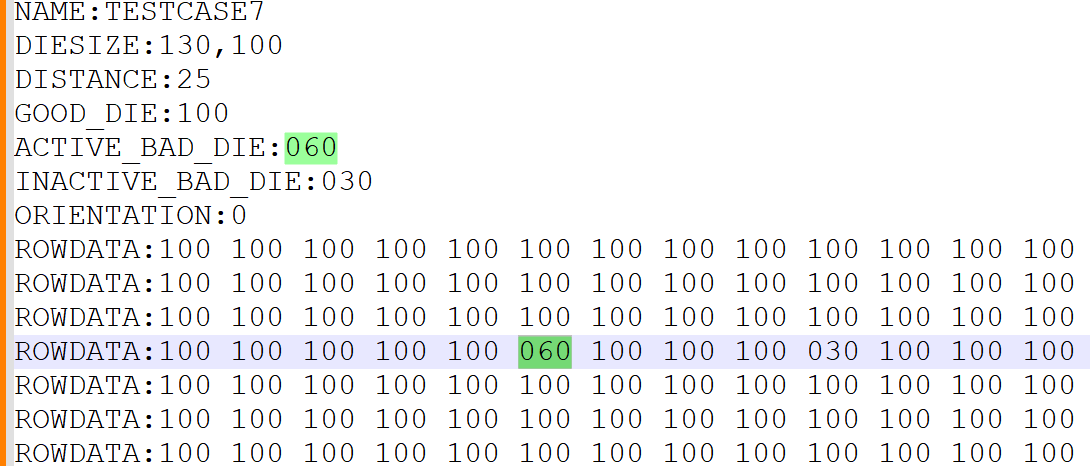 NAME:TESTCASE7
DIESIZE:130,100
DISTANCE:25
GOOD_DIE:100
ACTIVE_BAD_DIE:060
INACTIVE_BAD_DIE:030
ORIENTATION:0
ROWDATA:100 100 100 100 100 100 100 100 100 100 100 100 100
ROWDATA:100 100 100 100 100 100 100 100 100 100 100 100 100
ROWDATA:100 100 100 100 100 100 100 100 100 100 100 100 100
ROWDATA:100 100 100 100 100 060 100 100 100 030 100 100 100
ROWDATA:100 100 100 100 100 100 100 100 100 100 100 100 100
ROWDATA:100 100 100 100 100 100 100 100 100 100 100 100 100
ROWDATA:100 100 100 100 100 100 100 100 100 100 100 100 100